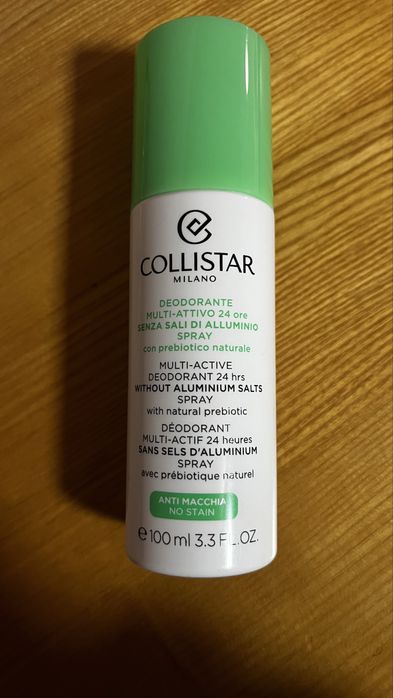 COLLISTAR
MILANO
DEODORANTE
MULTI-ATTIVO 24 ore
SENZA SALI DI ALLUMINIO
SPRAY
con prebiotico naturale
MULTI-ACTIVE
DEODORANT 24 hrs
WITHOUT ALUMINIUM SALTS
SPRAY
with natural prebiotic
DÉODORANT
MULTI-ACTIF 24 heures
SANS SELS D'ALUMINIUM
SPRAY
avec prébiotique naturel
ANTI MACCHIA
NO STAIN
e 100 ml 3.3 FL.OZ.